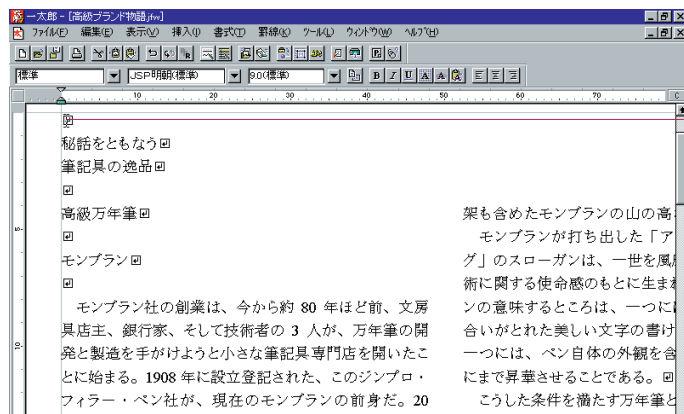 一太郎 - [高級ブランド物語.jfw]
ファイル(F) 編集(E) 表示(V) 挿入(I) 書式(T) 罫線(K) ツール(L) ウィンドウ(W) ヘルプ(H)
標準 JSP明朝(標準) 9.0(標準) B I U A A
10 20 30 40 50 60 70
秘話をともなう
筆記具の逸品
高級万年筆
モンブラン
モンブラン社の創業は、今から約 80 年ほど前、文房
具店主、銀行家、そして技術者の 3 人が、万年筆の開
発と製造を手がけようと小さな筆記具専門店を開いたこ
とに始まる。1908 年に設立登記された、このジンプロ・
フィラー・ペン社が、現在のモンブランの前身だ。20
架も含めたモンブランの山の高
モンブランが打ち出した「ア
グ」のスローガンは、一世を風
術に関する使命感のもとに生ま
ンの意味するところは、一つに
合いがとれた美しい文字の書け
一つには、ペン自体の外観を含
にまで昇華させることである。
こうした条件を満たす万年筆と